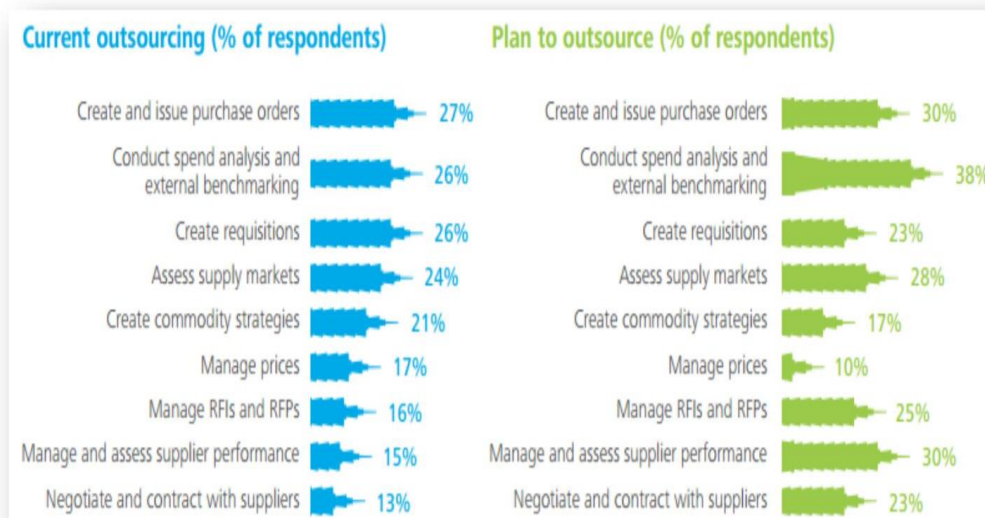 Current outsourcing (% of respondents)
Create and issue purchase orders 27%
Conduct spend analysis and
external benchmarking 26%
Create requisitions 26%
Assess supply markets 24%
Create commodity strategies 21%
Manage prices 17%
Manage RFIs and RFPs 16%
Manage and assess supplier performance 15%
Negotiate and contract with suppliers 13%
Plan to outsource (% of respondents)
Create and issue purchase orders 30%
Conduct spend analysis and
external benchmarking 38%
Create requisitions 23%
Assess supply markets 28%
Create commodity strategies 17%
Manage prices 10%
Manage RFIs and RFPs 25%
Manage and assess supplier performance 30%
Negotiate and contract with suppliers 23%